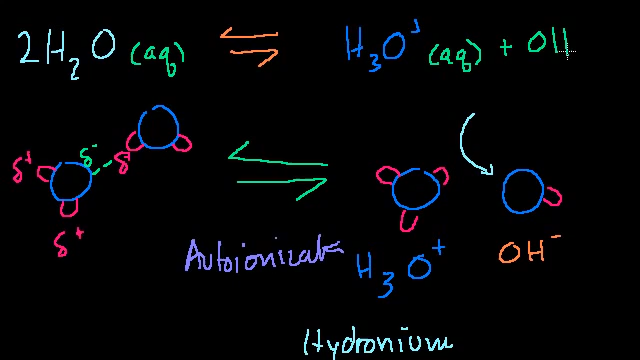 2H₂O (aq) ⇌ H₃O⁺ (aq) + OH
δ⁺ δ⁻ δ⁺
δ⁺
Autoionizat
H₃O⁺ OH⁻
Hydronium